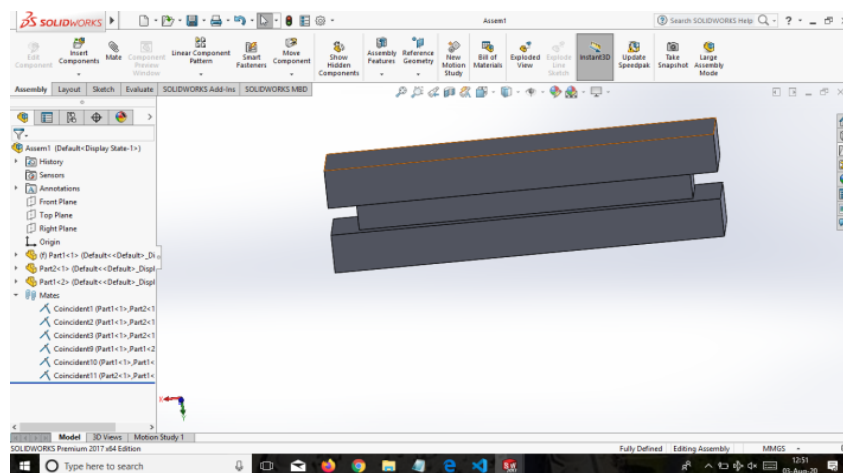 SOLIDWORKS
Assem1
Search SOLIDWORKS Help
Edit Component
Insert Components
Mate
Component Preview Window
Linear Component Pattern
Smart Fasteners
Move Component
Show Hidden Components
Assembly Features
Reference Geometry
New Motion Study
Bill of Materials
Exploded View
Explode Line Sketch
Instant3D
Update Speedpak
Take Snapshot
Large Assembly Mode
Assembly Layout Sketch Evaluate SOLIDWORKS Add-Ins SOLIDWORKS MBD
Assem1 (Default<Display State-1>)
History
Sensors
Annotations
Front Plane
Top Plane
Right Plane
Origin
(f) Part1<1> (Default<<Default>_Di
Part2<1> (Default<<Default>_Displ
Part1<2> (Default<<Default>_Displ
Mates
Coincident1 (Part1<1>,Part2<1
Coincident2 (Part1<1>,Part2<1
Coincident3 (Part1<1>,Part2<1
Coincident9 (Part1<1>,Part1<2
Coincident10 (Part1<1>,Part1<
Coincident11 (Part2<1>,Part1<
Model 3D Views Motion Study 1
SOLIDWORKS Premium 2017 x64 Edition
Fully Defined Editing Assembly MMGS
Type here to search
12:51
03-Aug-20